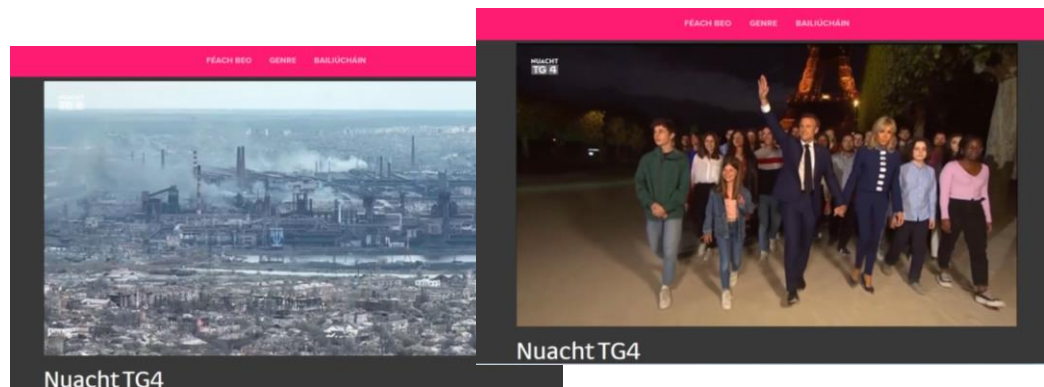 FÉACH BEO GENRE BAILIÚCHÁIN
NUACHT
TG4
Nuacht TG4
FÉACH BEO GENRE BAILIÚCHÁIN
NUACHT
TG4
Nuacht TG4